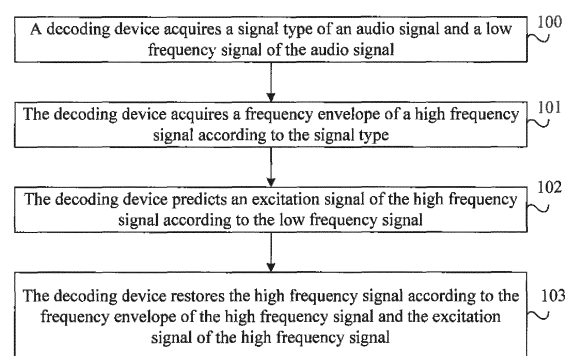 A decoding device acquires a signal type of an audio signal and a low
frequency signal of the audio signal
100
The decoding device acquires a frequency envelope of a high frequency
signal according to the signal type
101
The decoding device predicts an excitation signal of the high frequency
signal according to the low frequency signal
102
The decoding device restores the high frequency signal according to the
frequency envelope of the high frequency signal and the excitation
signal of the high frequency signal
103